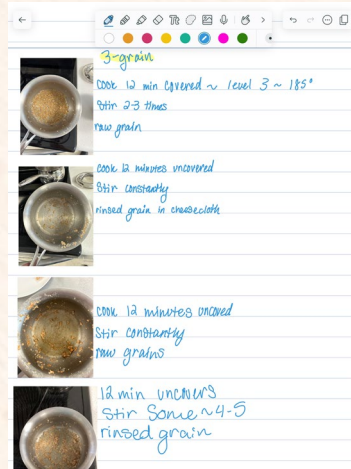 3-grain
Cook 12 min covered ~ level 3 ~ 185°
Stir 2-3 times
raw grain
Cook 12 minutes uncovered
Stir constantly
rinsed grain in cheesecloth
Cook 12 minutes uncoved
Stir constantly
raw grains
12 min uncovers
Stir Some ~4-5
rinsed grain